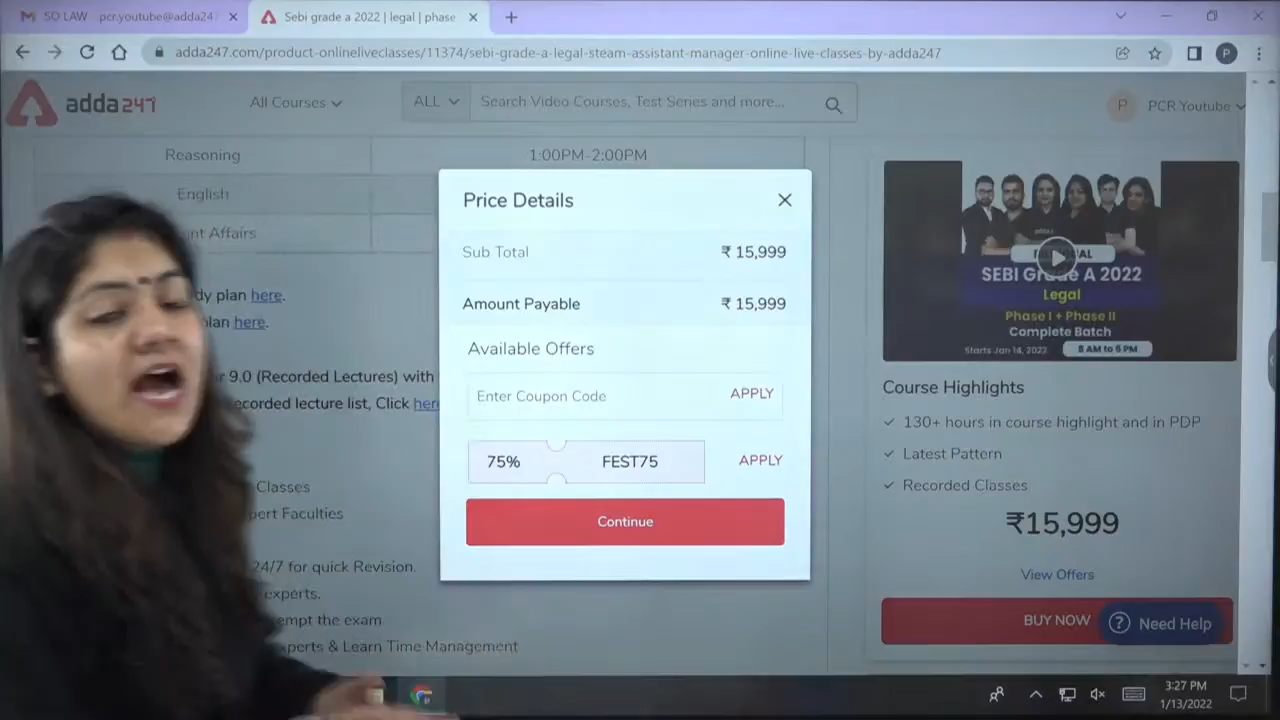 SO LAW pcr.youtube@adda247
Sebi grade a 2022 | legal | phase
adda247.com/product-onlineliveclasses/11374/sebi-grade-a-legal-steam-assistant-manager-online-live-classes-by-adda247
P
adda247
All Courses
ALL
Search Video Courses, Test Series and more...
P
PCR Youtube
Reasoning
1:00PM-2:00PM
English
nt Affairs
dy plan here.
plan here.
9.0 (Recorded Lectures) with
ecorded lecture list, Click here
Classes
pert Faculties
24/7 for quick Revision.
experts.
empt the exam
xperts & Learn Time Management
Price Details
Sub Total
₹ 15,999
Amount Payable
₹ 15,999
Available Offers
Enter Coupon Code
APPLY
75%
FEST75
APPLY
Continue
SEBI Grade A 2022
Legal
Phase I + Phase II
Complete Batch
Starts Jan 14, 2022
Course Highlights
130+ hours in course highlight and in PDP
Latest Pattern
Recorded Classes
₹15,999
View Offers
BUY NOW
? Need Help
3:27 PM
1/13/2022